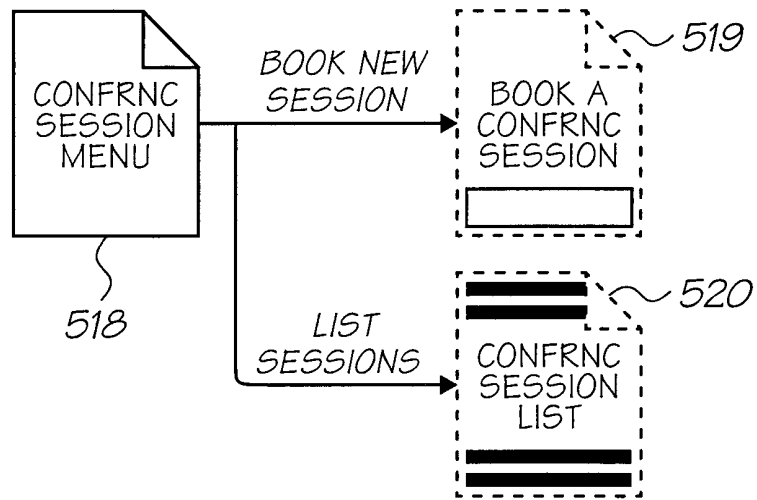 CONFRNC
SESSION
MENU
518
BOOK NEW
SESSION
BOOK A
CONFRNC
SESSION
519
LIST
SESSIONS
CONFRNC
SESSION
LIST
520